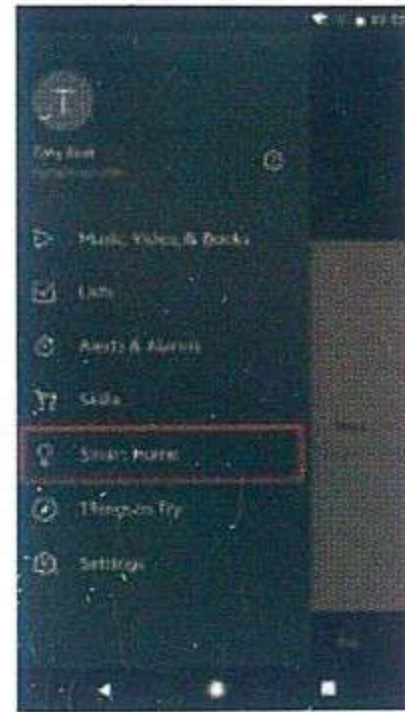 T
Music, Video, & Books
Lists
Alerts & Alarms
Skills
Smart Home
Things to Try
Settings